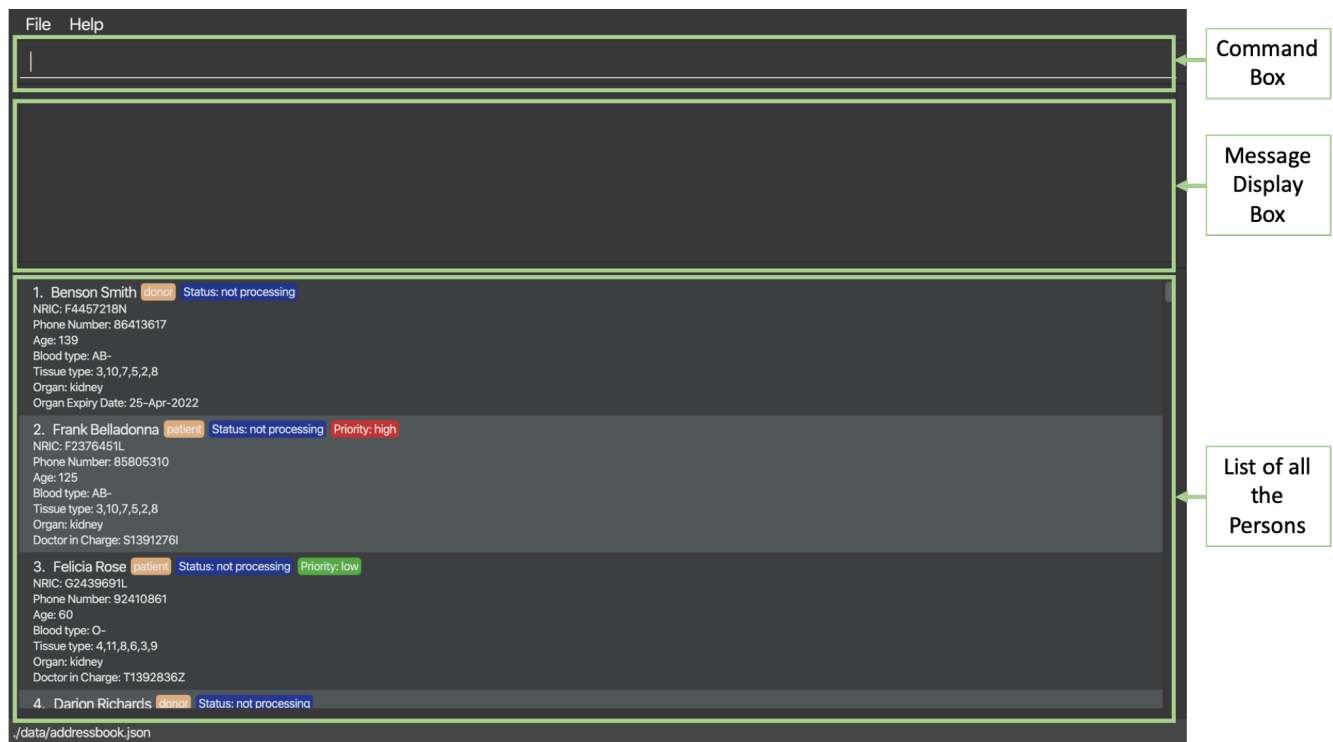 File Help
Command
Box
Message
Display
Box
1. Benson Smith donor Status: not processing
NRIC: F4457218N
Phone Number: 86413617
Age: 139
Blood type: AB-
Tissue type: 3,10,7,5,2,8
Organ: kidney
Organ Expiry Date: 25-Apr-2022
2. Frank Belladonna patient Status: not processing Priority: high
NRIC: F2376451L
Phone Number: 85805310
Age: 125
Blood type: AB-
Tissue type: 3,10,7,5,2,8
Organ: kidney
Doctor in Charge: S1391276I
List of all
the
Persons
3. Felicia Rose patient Status: not processing Priority: low
NRIC: G2439691L
Phone Number: 92410861
Age: 60
Blood type: O-
Tissue type: 4,11,8,6,3,9
Organ: kidney
Doctor in Charge: T1392836Z
4. Darion Richards donor Status: not processing
./data/addressbook.json